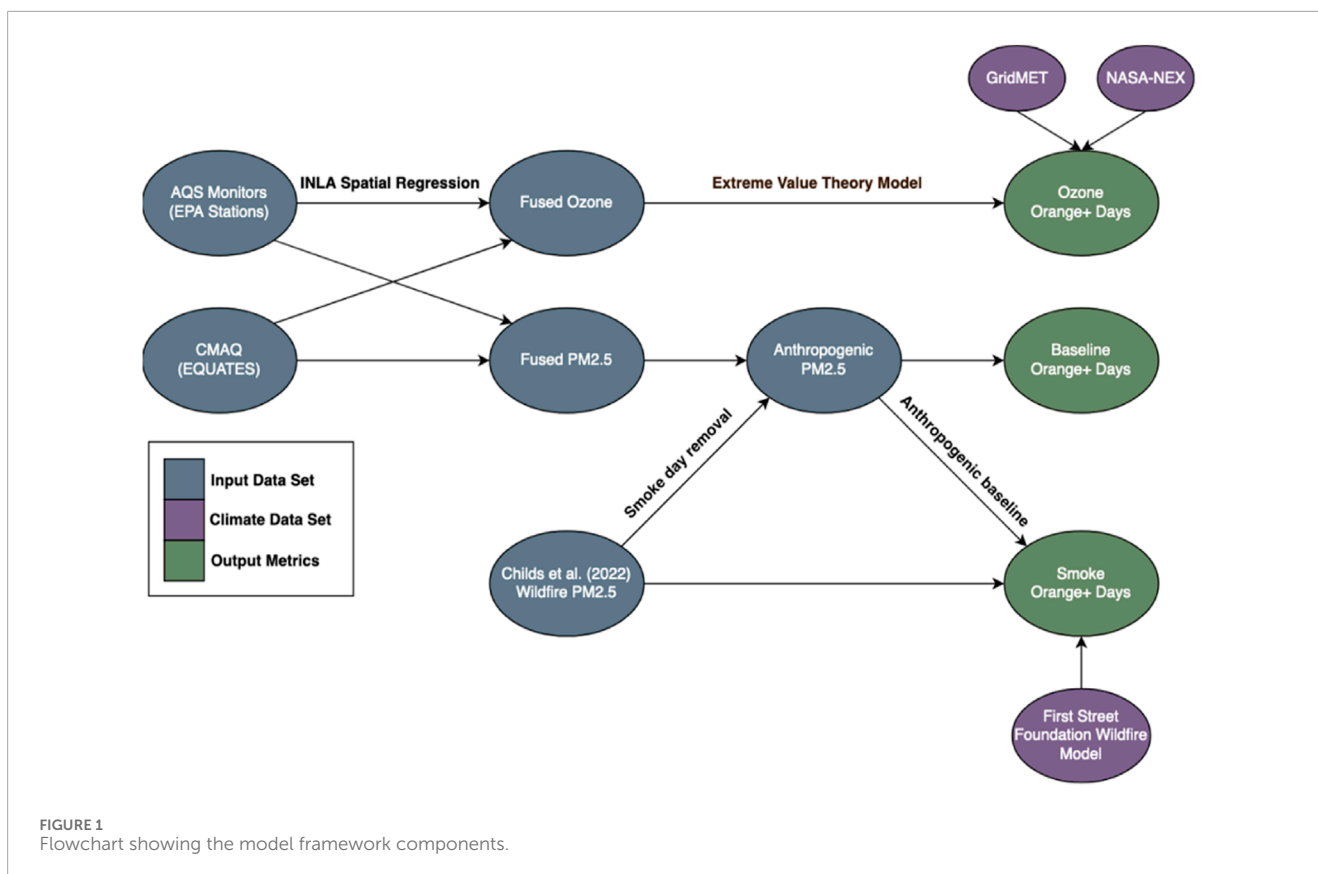 GridMET
NASA-NEX
AQS Monitors
(EPA Stations)
INLA Spatial Regression
Fused Ozone
Extreme Value Theory Model
Ozone
Orange+ Days
CMAQ
(EQUATES)
Fused PM2.5
Anthropogenic
PM2.5
Baseline
Orange+ Days
Smoke day removal
Anthropogenic baseline
Input Data Set
Climate Data Set
Output Metrics
Childs et al. (2022)
Wildfire PM2.5
Smoke
Orange+ Days
First Street
Foundation Wildfire
Model
FIGURE 1
Flowchart showing the model framework components.